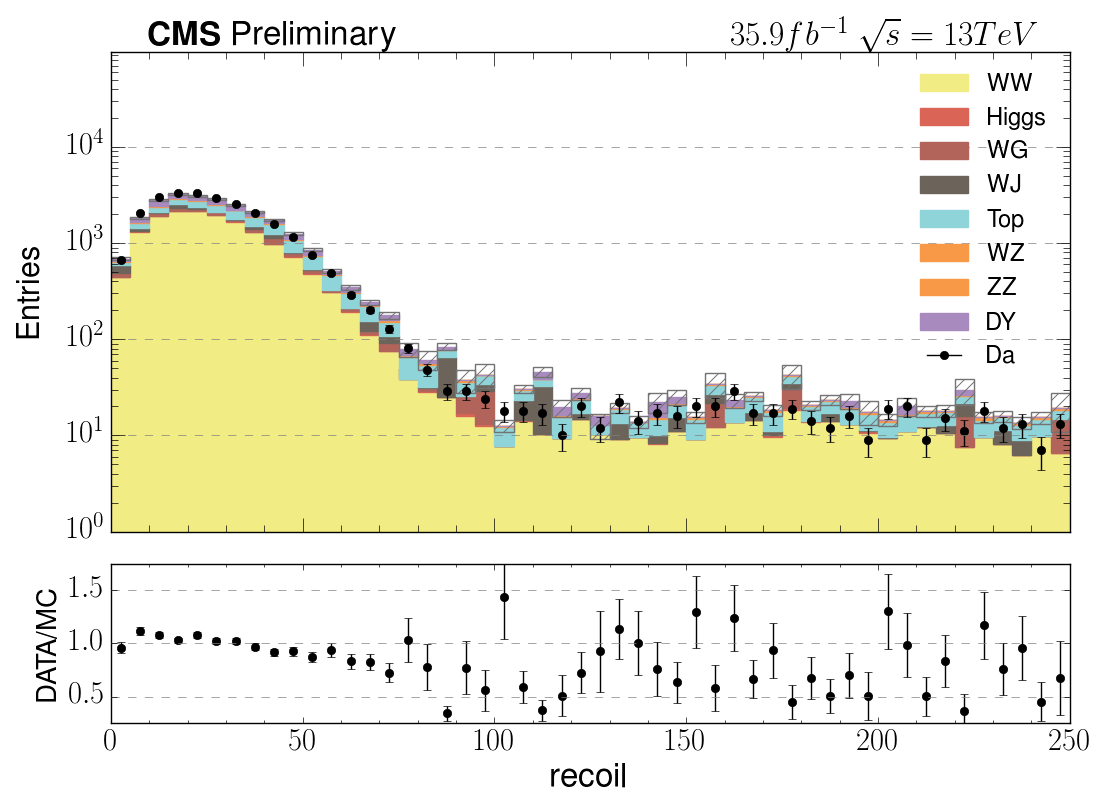 CMS Preliminary 35.9fb⁻¹ √s = 13TeV
WW
Higgs
WG
WJ
Top
WZ
ZZ
DY
Da
Entries
10⁴
10³
10²
10¹
10⁰
DATA/MC
1.5
1.0
0.5
0 50 100 150 200 250
recoil